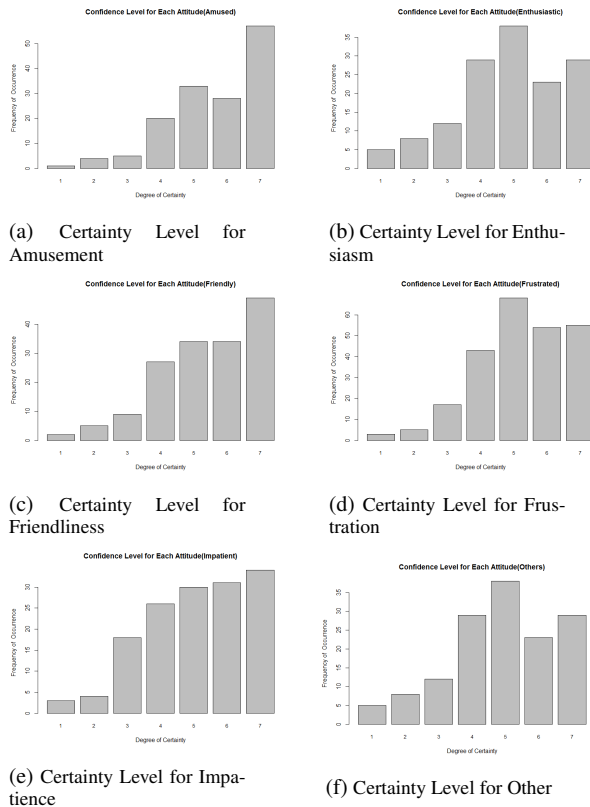 Confidence Level for Each Attitude(Amused)
Frequency of Occurrence
0 10 20 30 40 50
1 2 3 4 5 6 7
Degree of Certainty
(a) Certainty Level for
Amusement
Confidence Level for Each Attitude(Enthusiastic)
Frequency of Occurrence
0 5 10 15 20 25 30 35
1 2 3 4 5 6 7
Degree of Certainty
(b) Certainty Level for Enthu-
siasm
Confidence Level for Each Attitude(Friendly)
Frequency of Occurrence
0 10 20 30 40
1 2 3 4 5 6 7
Degree of Certainty
(c) Certainty Level for
Friendliness
Confidence Level for Each Attitude(Frustrated)
Frequency of Occurrence
0 10 20 30 40 50 60
1 2 3 4 5 6 7
Degree of Certainty
(d) Certainty Level for Frus-
tration
Confidence Level for Each Attitude(Impatient)
Frequency of Occurrence
0 5 10 15 20 25 30
1 2 3 4 5 6 7
Degree of Certainty
(e) Certainty Level for Impa-
tience
Confidence Level for Each Attitude(Others)
Frequency of Occurrence
0 5 10 15 20 25 30 35
1 2 3 4 5 6 7
Degree of Certainty
(f) Certainty Level for Other